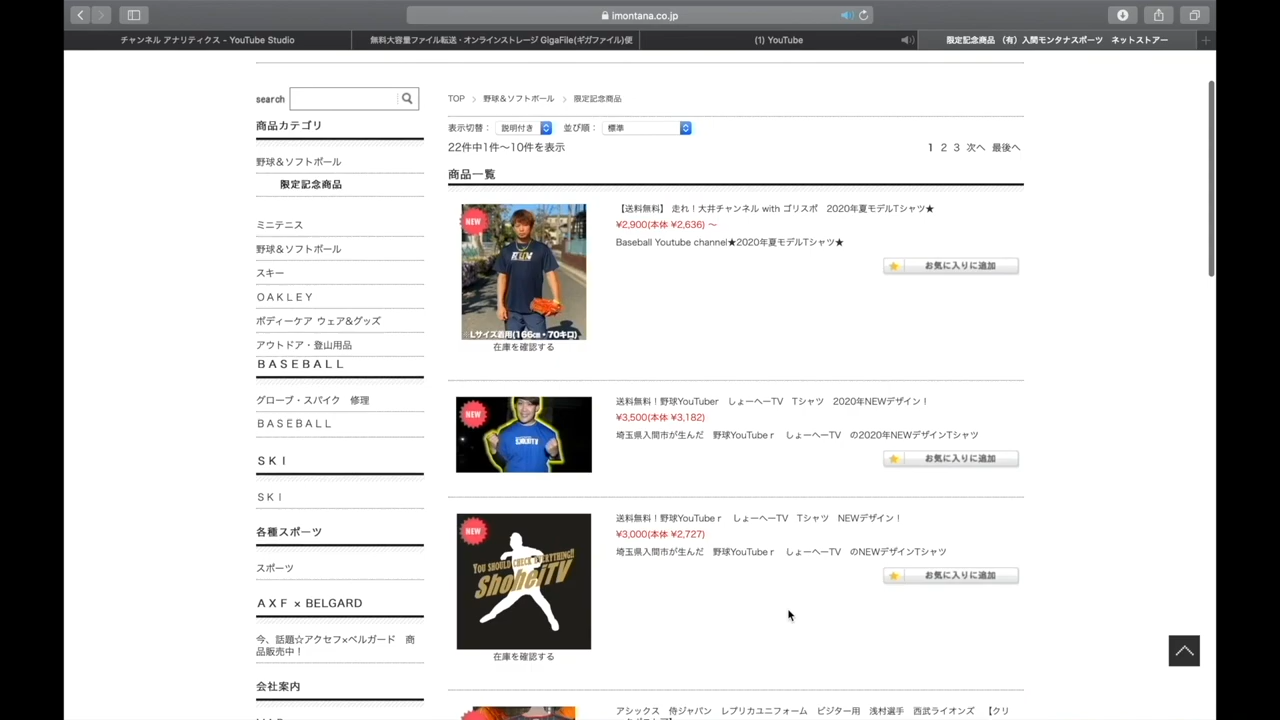 imontana.co.jp
チャンネル アナリティクス - YouTube Studio
無料大容量ファイル転送・オンラインストレージ GigaFile(ギガファイル)便
(1) YouTube
限定記念商品 （有）入間モンタナスポーツ　ネットストアー
search
商品カテゴリ
野球＆ソフトボール
限定記念商品
ミニテニス
野球＆ソフトボール
スキー
ＯＡＫＬＥＹ
ボディーケア ウェア&グッズ
アウトドア・登山用品
ＢＡＳＥＢＡＬＬ
グローブ・スパイク　修理
ＢＡＳＥＢＡＬＬ
ＳＫＩ
ＳＫＩ
各種スポーツ
スポーツ
ＡＸＦ × BELGARD
今、話題☆アクセフ×ベルガード　商
品販売中！
会社案内
TOP > 野球＆ソフトボール > 限定記念商品
表示切替： 説明付き 並び順： 標準
22件中1件〜10件を表示
1 2 3 次へ 最後へ
商品一覧
NEW
RUN
Lサイズ着用(166㎝・70キロ)
在庫を確認する
【送料無料】 走れ！大井チャンネル with ゴリスポ　2020年夏モデルTシャツ★
¥2,900(本体 ¥2,636) 〜
Baseball Youtube channel★2020年夏モデルTシャツ★
お気に入りに追加
NEW
SHOHEITV
送料無料！野球YouTuber　しょーへーTV　Tシャツ　2020年NEWデザイン！
¥3,500(本体 ¥3,182)
埼玉県入間市が生んだ　野球YouTubeｒ　しょーへーTV　の2020年NEWデザインTシャツ
お気に入りに追加
NEW
YOU SHOULD CHECK EVERYTHING!!
ShoheiTV
在庫を確認する
送料無料！野球YouTubeｒ　しょーへーTV　Tシャツ　NEWデザイン！
¥3,000(本体 ¥2,727)
埼玉県入間市が生んだ　野球YouTubeｒ　しょーへーTV　のNEWデザインTシャツ
お気に入りに追加
アシックス　侍ジャパン　レプリカユニフォーム　ビジター用　浅村選手　西武ライオンズ　【クリ